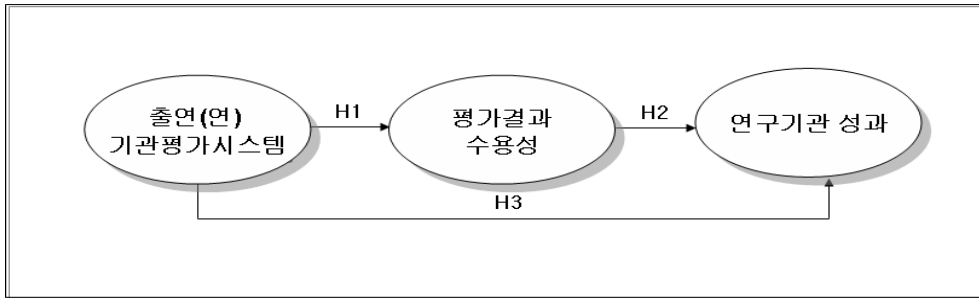 출연(연)
기관평가시스템
H1
평가결과
수용성
H2
연구기관 성과
H3